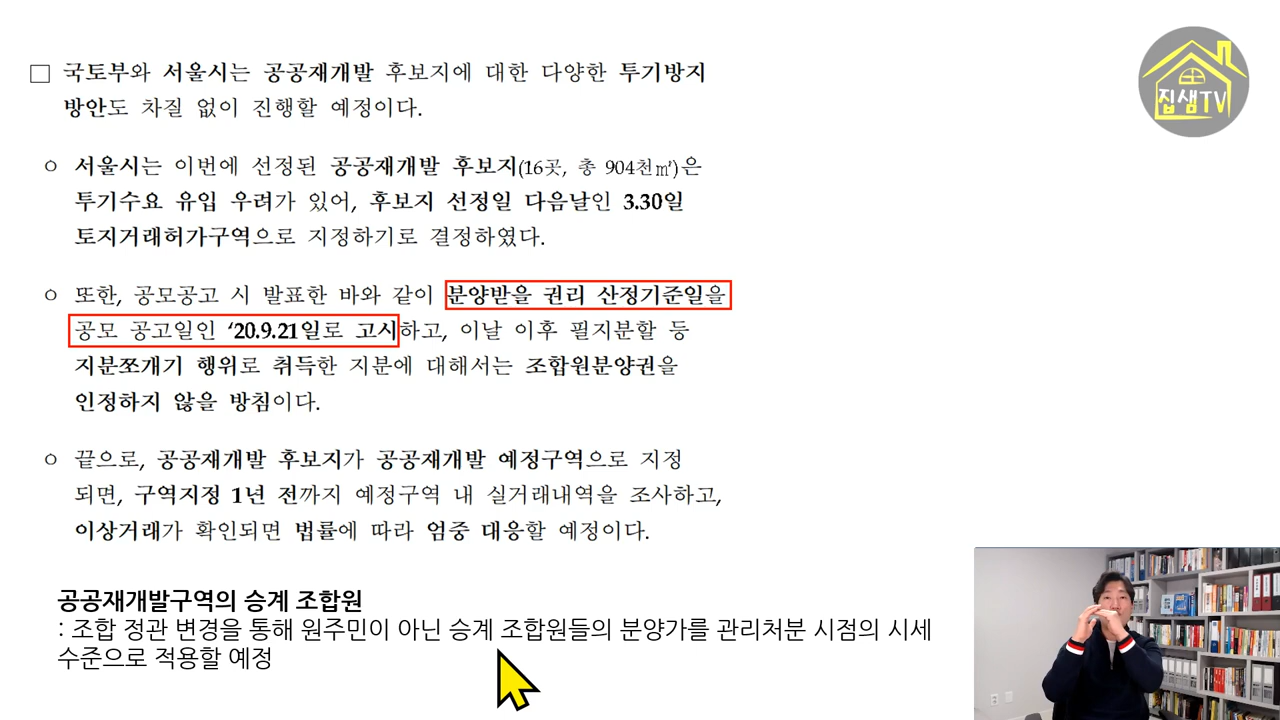 □ 국토부와 서울시는 공공재개발 후보지에 대한 다양한 투기방지
방안도 차질 없이 진행할 예정이다.
ㅇ 서울시는 이번에 선정된 공공재개발 후보지(16곳, 총 904천㎡)은
투기수요 유입 우려가 있어, 후보지 선정일 다음날인 3.30일
토지거래허가구역으로 지정하기로 결정하였다.
ㅇ 또한, 공모공고 시 발표한 바와 같이 분양받을 권리 산정기준일을
공모 공고일인 ‘20.9.21일로 고시하고, 이날 이후 필지분할 등
지분쪼개기 행위로 취득한 지분에 대해서는 조합원분양권을
인정하지 않을 방침이다.
ㅇ 끝으로, 공공재개발 후보지가 공공재개발 예정구역으로 지정
되면, 구역지정 1년 전까지 예정구역 내 실거래내역을 조사하고,
이상거래가 확인되면 법률에 따라 엄중 대응할 예정이다.
공공재개발구역의 승계 조합원
: 조합 정관 변경을 통해 원주민이 아닌 승계 조합원들의 분양가를 관리처분 시점의 시세
수준으로 적용할 예정
집샘TV